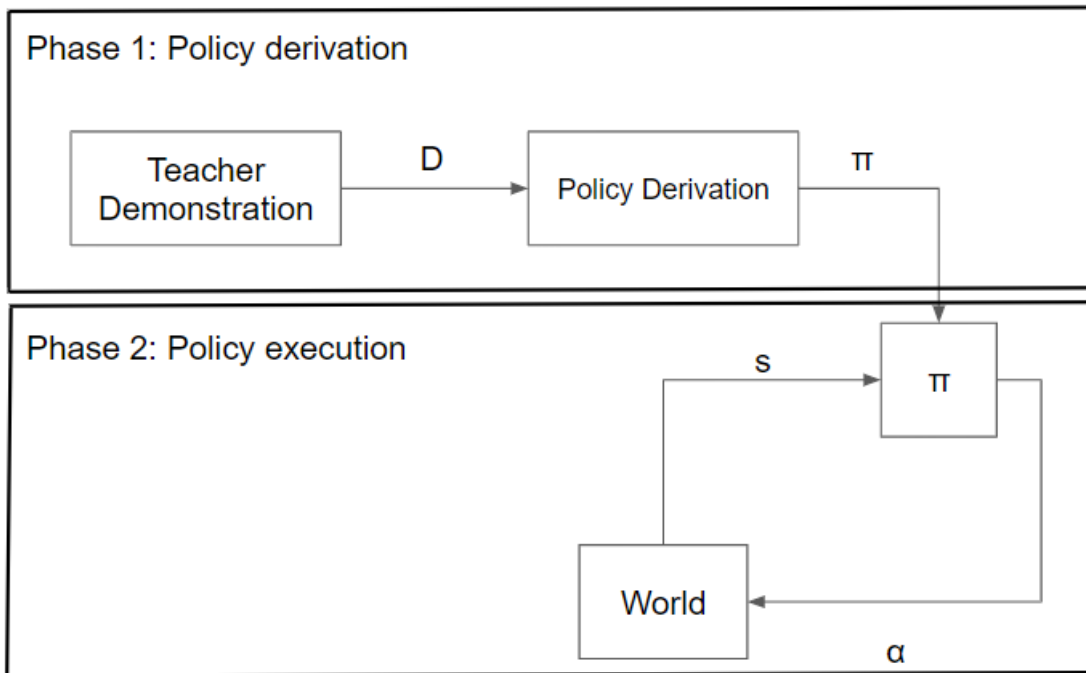 Phase 1: Policy derivation
Teacher
Demonstration
D
Policy Derivation
π
Phase 2: Policy execution
s
π
World
α